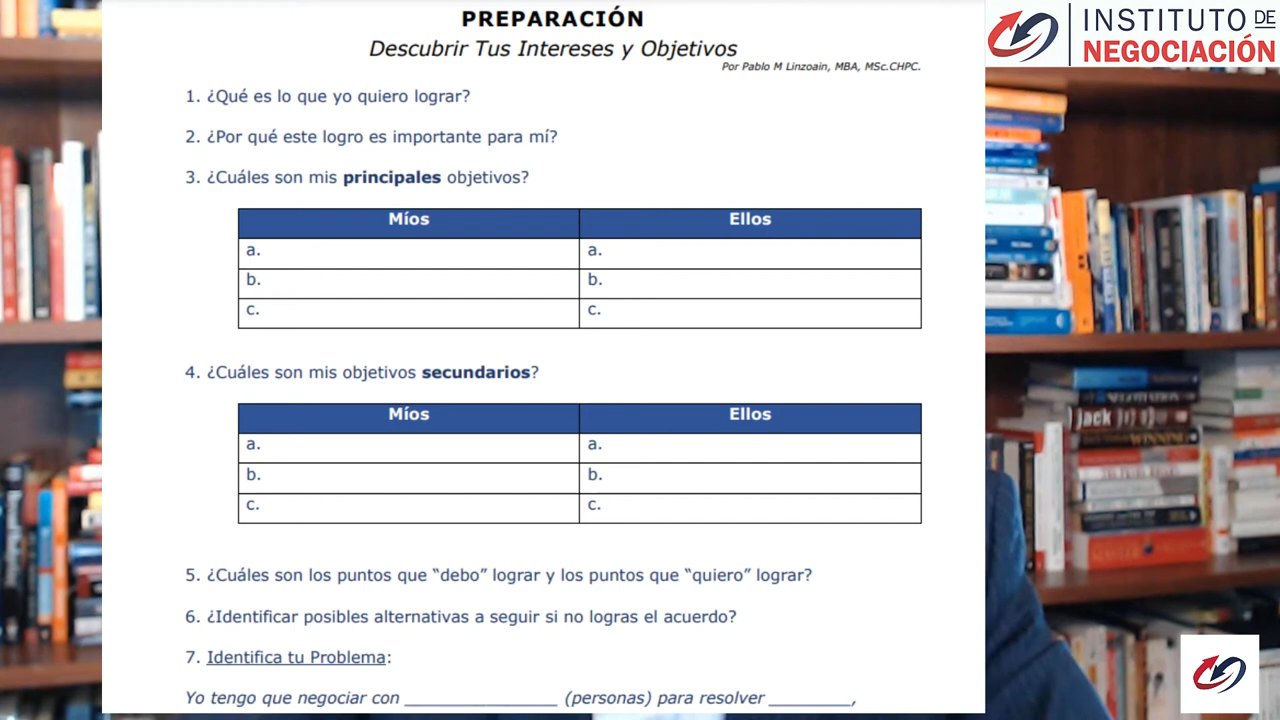 PREPARACIÓN
Descubrir Tus Intereses y Objetivos
Por Pablo M Linzoain, MBA, MSc.CHPC.
INSTITUTO DE
NEGOCIACIÓN
1. ¿Qué es lo que yo quiero lograr?
2. ¿Por qué este logro es importante para mí?
3. ¿Cuáles son mis principales objetivos?
Míos Ellos
a. a.
b. b.
c. c.
4. ¿Cuáles son mis objetivos secundarios?
Míos Ellos
a. a.
b. b.
c. c.
5. ¿Cuáles son los puntos que “debo” lograr y los puntos que “quiero” lograr?
6. ¿Identificar posibles alternativas a seguir si no logras el acuerdo?
7. Identifica tu Problema:
Yo tengo que negociar con _________________ (personas) para resolver _________,
jack
WINNING